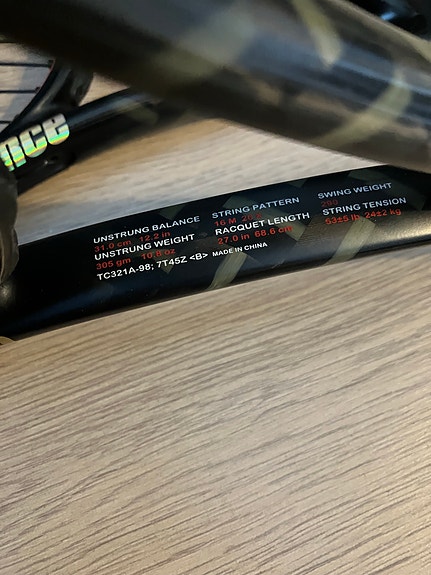 nce
UNSTRUNG BALANCE STRING PATTERN SWING WEIGHT
31.0 cm 12.2 in 16 M 295
UNSTRUNG WEIGHT RACQUET LENGTH STRING TENSION
305 gm 10.8 oz 27.0 in 68.6 cm 53±5 lb 24±2 kg
TC321A-98; 7T45Z <B> MADE IN CHINA